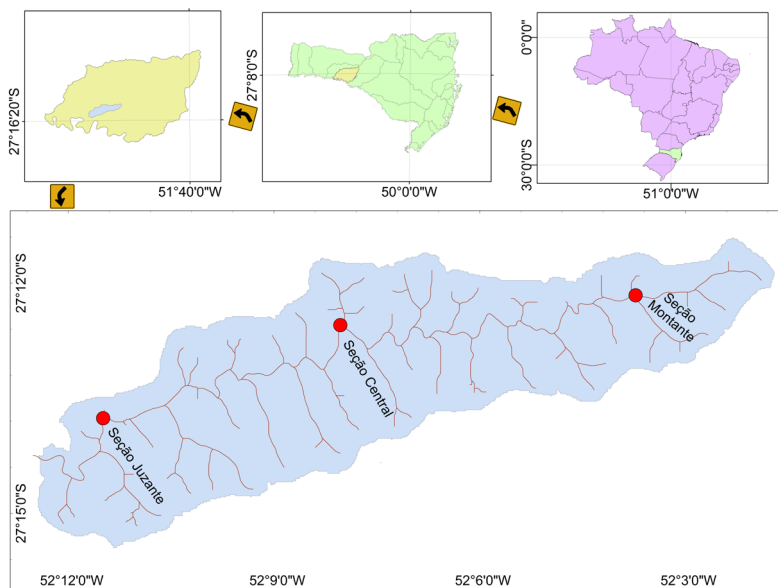 27°16'20"S
51°40'0"W
27°8'0"S
50°0'0"W
0°0'0"
30°0'0"S
51°0'0"W
27°12'0"S
27°15'0"S
Seção
Montante
Seção Central
Seção Juzante
52°12'0"W
52°9'0"W
52°6'0"W
52°3'0"W